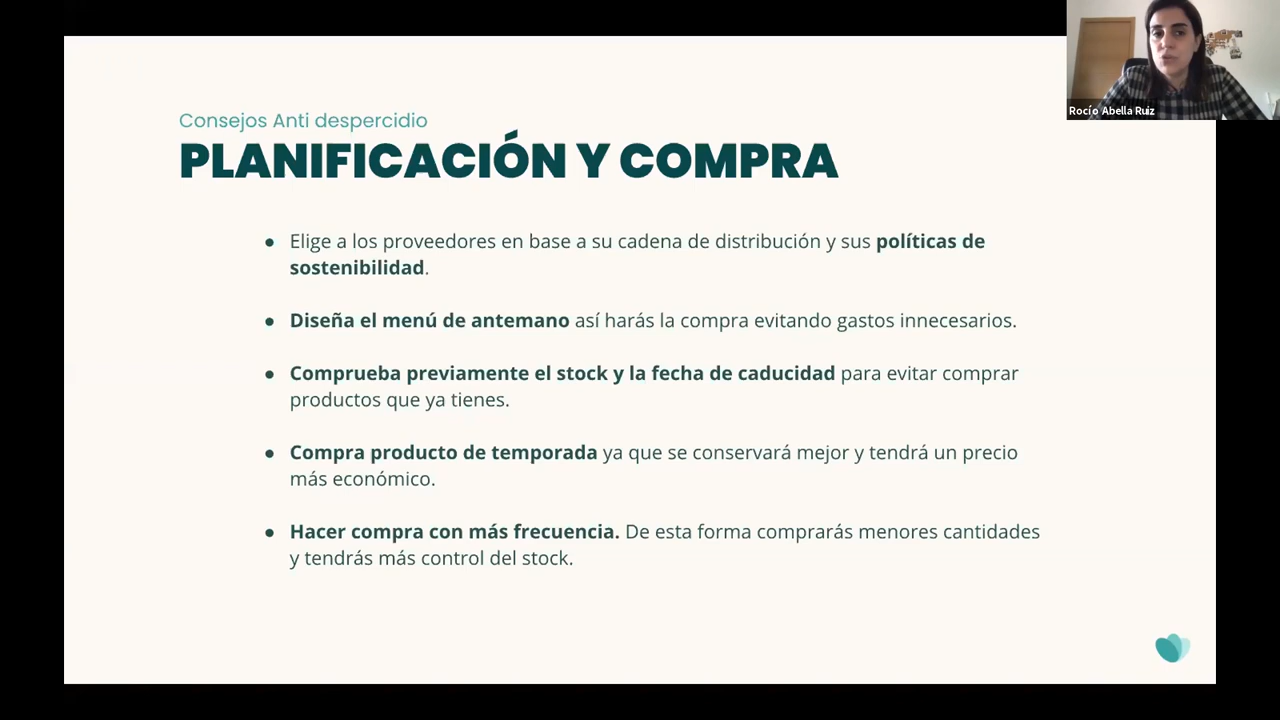 Consejos Anti despercidio
PLANIFICACIÓN Y COMPRA
Rocío Abella Ruiz
● Elige a los proveedores en base a su cadena de distribución y sus políticas de
sostenibilidad.
● Diseña el menú de antemano así harás la compra evitando gastos innecesarios.
● Comprueba previamente el stock y la fecha de caducidad para evitar comprar
productos que ya tienes.
● Compra producto de temporada ya que se conservará mejor y tendrá un precio
más económico.
● Hacer compra con más frecuencia. De esta forma comprarás menores cantidades
y tendrás más control del stock.